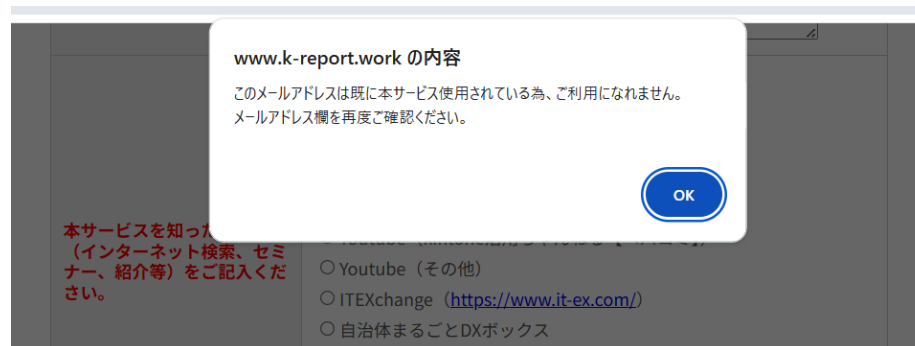 www.k-report.work の内容
このメールアドレスは既に本サービス使用されている為、ご利用になれません。
メールアドレス欄を再度ご確認ください。
OK
本サービスを知った
（インターネット検索、セミ
ナー、紹介等）をご記入くだ
さい。
Youtube（その他）
ITEXchange（https://www.it-ex.com/）
自治体まるごとDXボックス